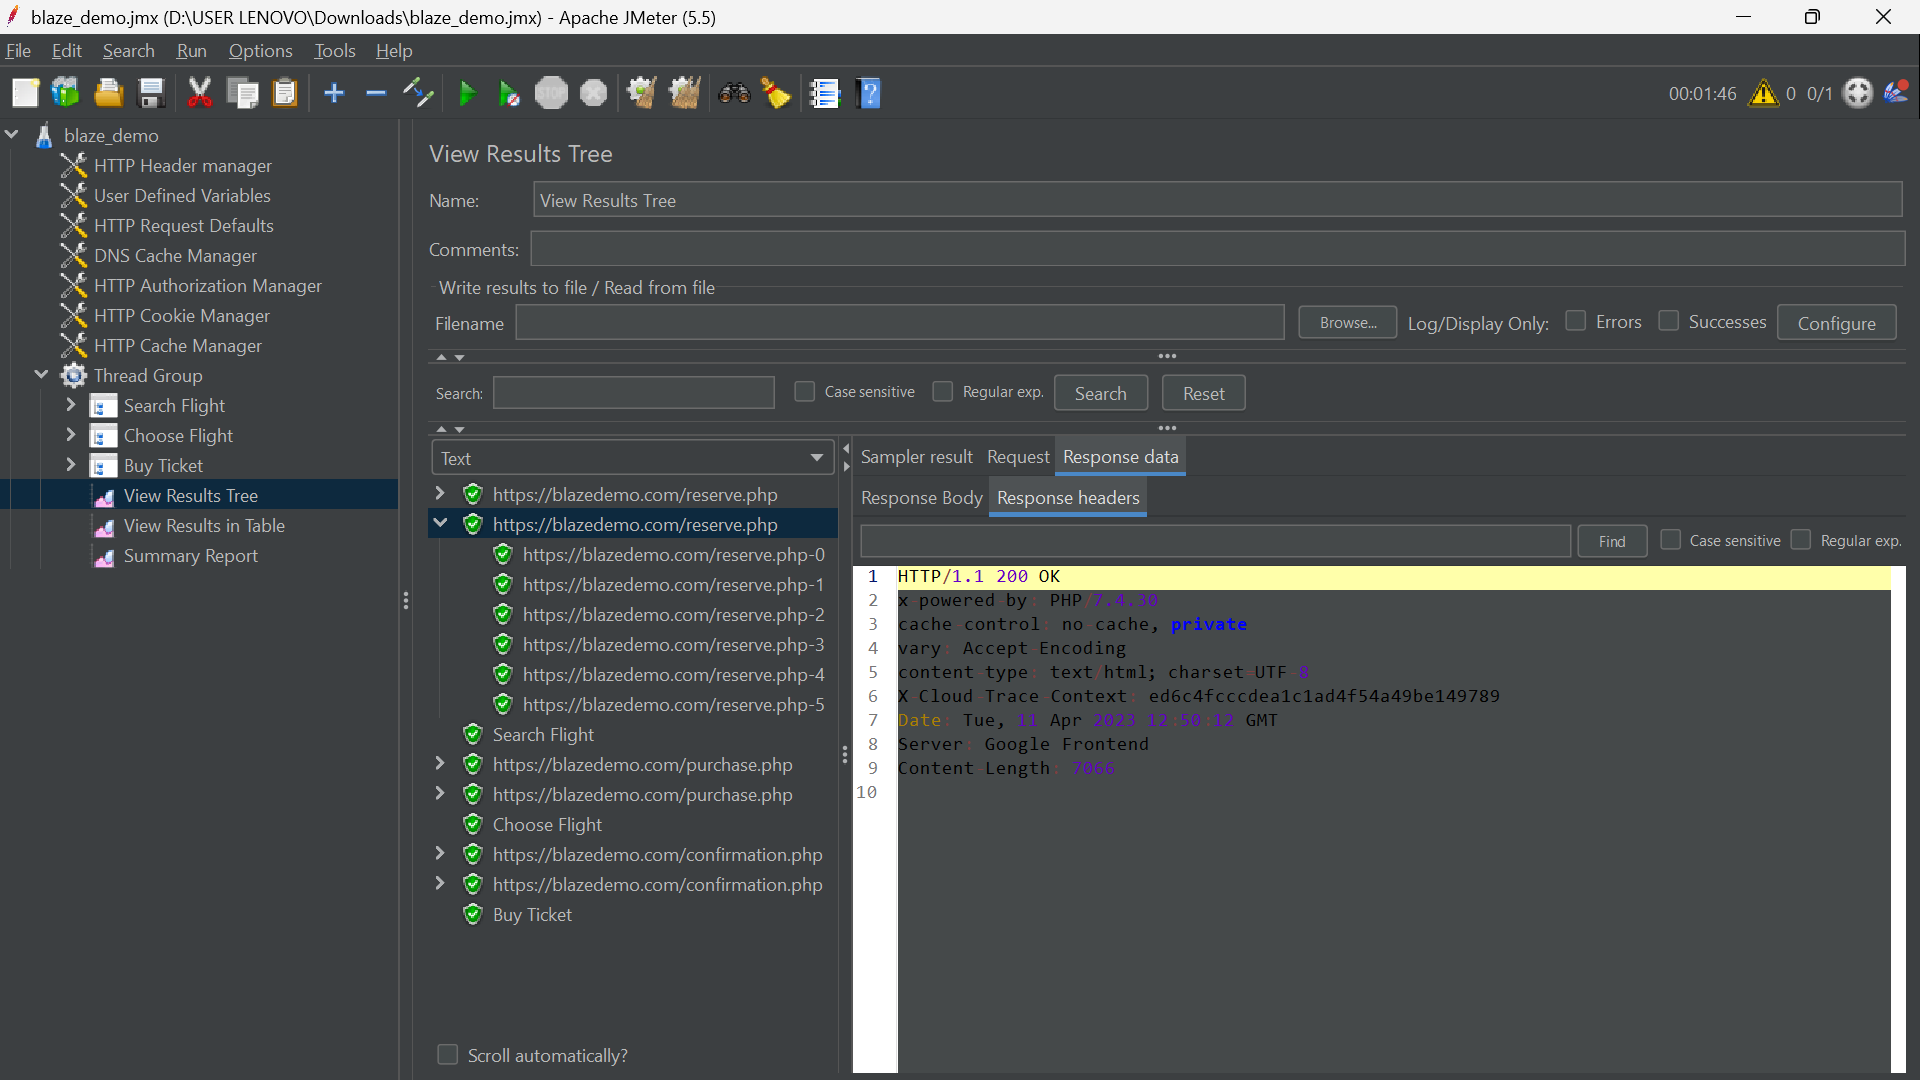 blaze_demo.jmx (D:\USER LENOVO\Downloads\blaze_demo.jmx) - Apache JMeter (5.5)
File Edit Search Run Options Tools Help
STOP
00:01:46 0 0/1
blaze_demo
HTTP Header manager
User Defined Variables
HTTP Request Defaults
DNS Cache Manager
HTTP Authorization Manager
HTTP Cookie Manager
HTTP Cache Manager
Thread Group
Search Flight
Choose Flight
Buy Ticket
View Results Tree
View Results in Table
Summary Report
View Results Tree
Name: View Results Tree
Comments:
Write results to file / Read from file
Filename Browse... Log/Display Only: Errors Successes Configure
Search: Case sensitive Regular exp. Search Reset
Text
https://blazedemo.com/reserve.php
https://blazedemo.com/reserve.php
https://blazedemo.com/reserve.php-0
https://blazedemo.com/reserve.php-1
https://blazedemo.com/reserve.php-2
https://blazedemo.com/reserve.php-3
https://blazedemo.com/reserve.php-4
https://blazedemo.com/reserve.php-5
Search Flight
https://blazedemo.com/purchase.php
https://blazedemo.com/purchase.php
Choose Flight
https://blazedemo.com/confirmation.php
https://blazedemo.com/confirmation.php
Buy Ticket
Scroll automatically?
Sampler result Request Response data
Response Body Response headers
Find Case sensitive Regular exp.
1 HTTP/1.1 200 OK
2 x-powered-by: PHP/7.4.30
3 cache-control: no-cache, private
4 vary: Accept-Encoding
5 content-type: text/html; charset=UTF-8
6 X-Cloud-Trace-Context: ed6c4fcccdea1c1ad4f54a49be149789
7 Date: Tue, 11 Apr 2023 12:50:12 GMT
8 Server: Google Frontend
9 Content-Length: 7066
10